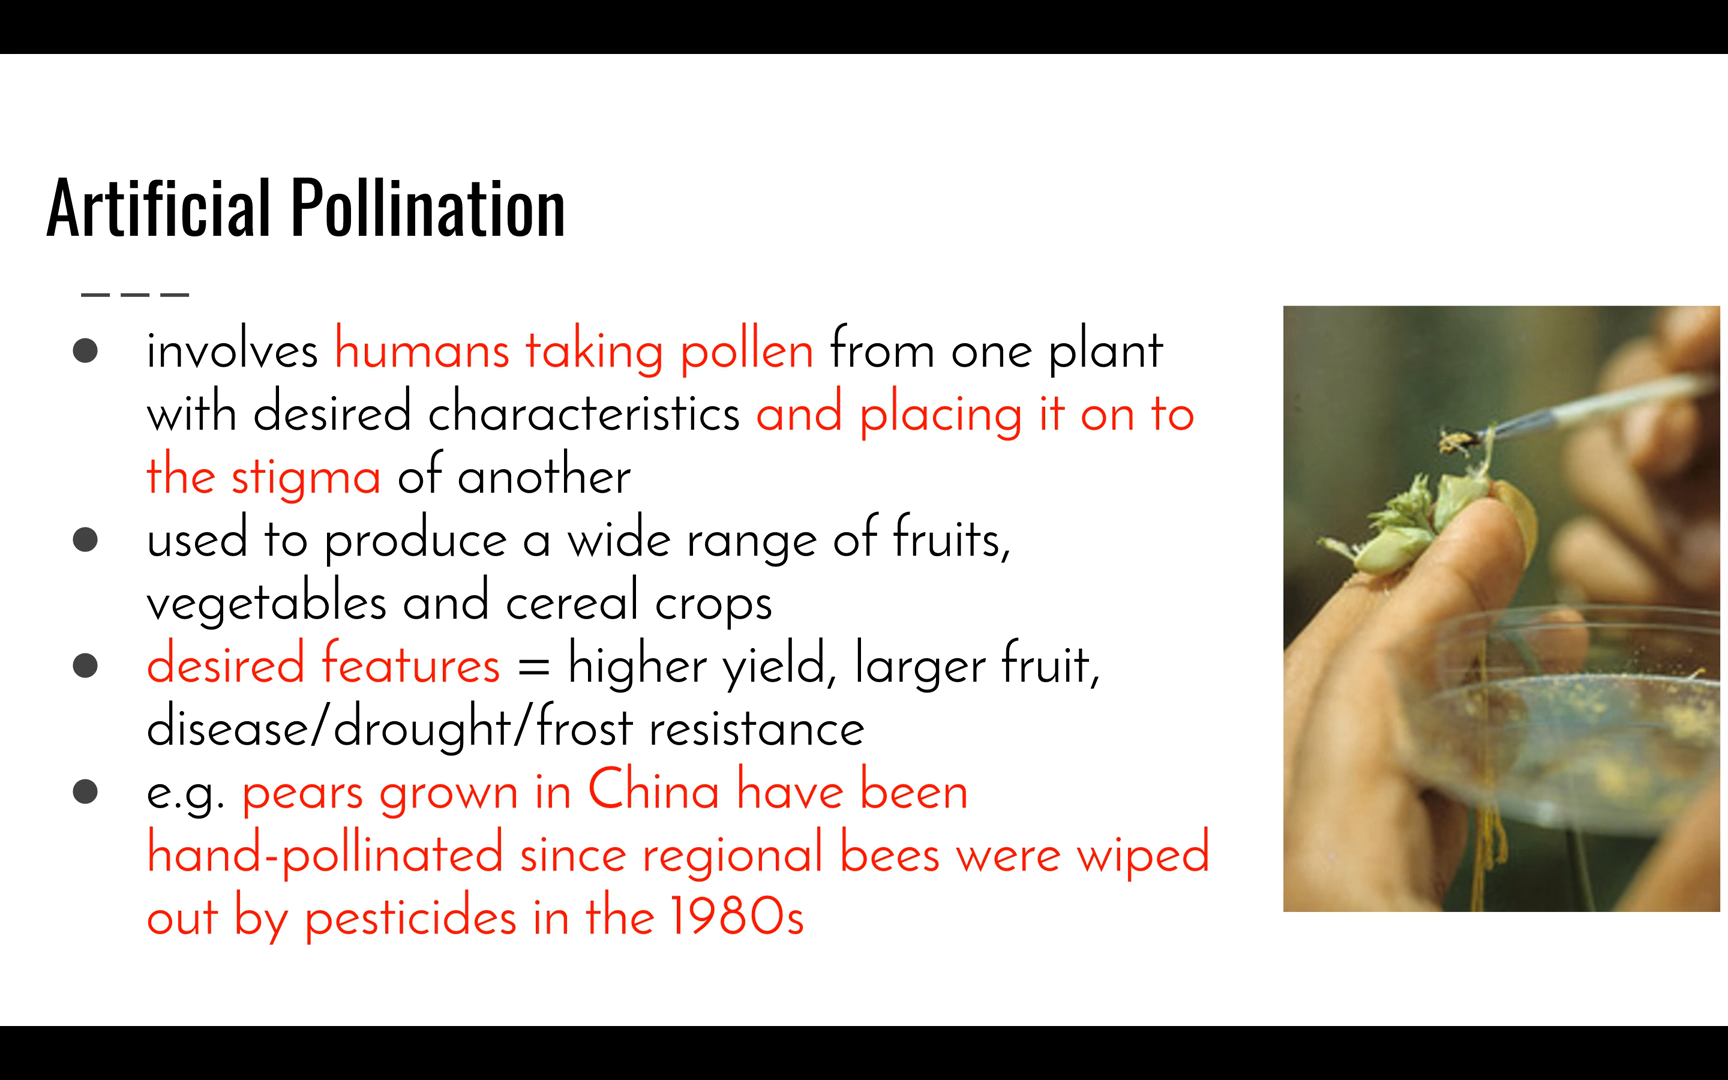 Artificial Pollination
● involves humans taking pollen from one plant
with desired characteristics and placing it on to
the stigma of another
● used to produce a wide range of fruits,
vegetables and cereal crops
● desired features = higher yield, larger fruit,
disease/drought/frost resistance
● e.g. pears grown in China have been
hand-pollinated since regional bees were wiped
out by pesticides in the 1980s